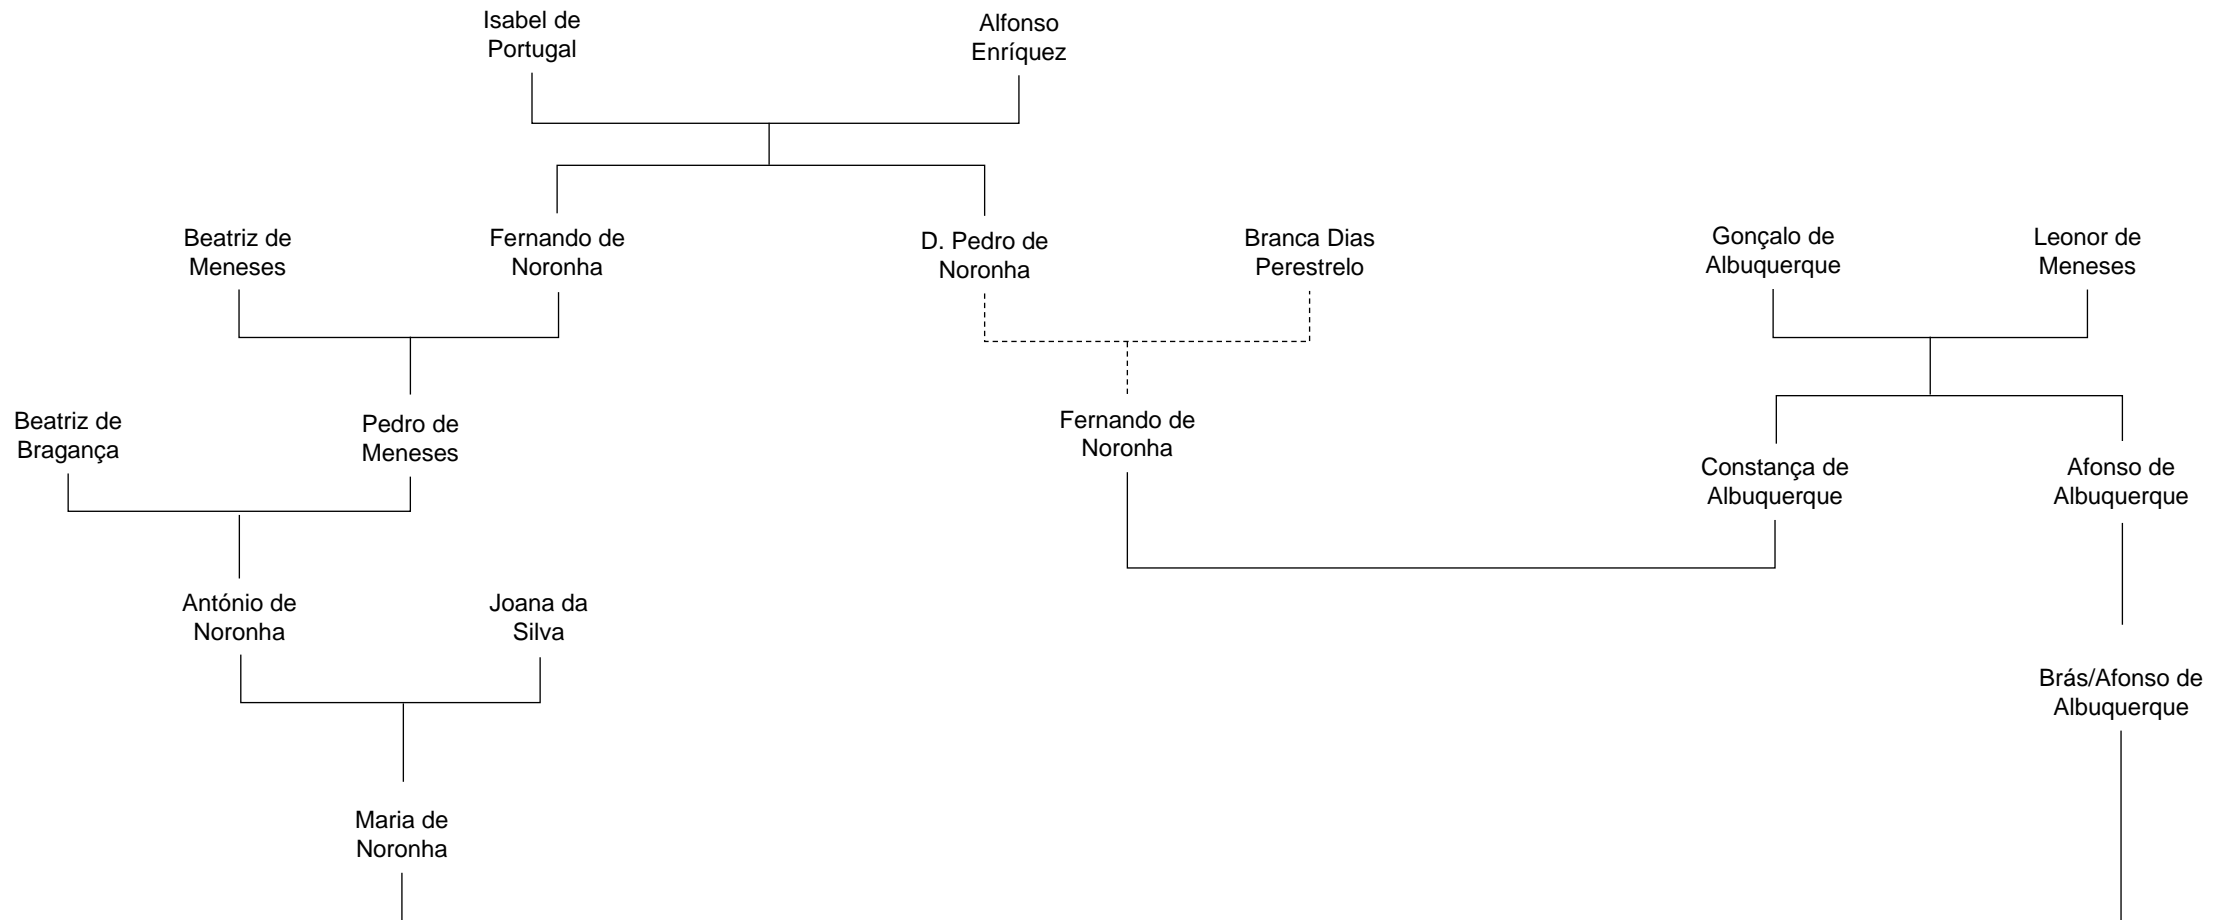 Isabel de
Portugal
Alfonso
Enríquez
Beatriz de
Meneses
Fernando de
Noronha
D. Pedro de
Noronha
Branca Dias
Perestrelo
Gonçalo de
Albuquerque
Leonor de
Meneses
Beatriz de
Bragança
Pedro de
Meneses
Fernando de
Noronha
Constança de
Albuquerque
Afonso de
Albuquerque
António de
Noronha
Joana da
Silva
Brás/Afonso de
Albuquerque
Maria de
Noronha